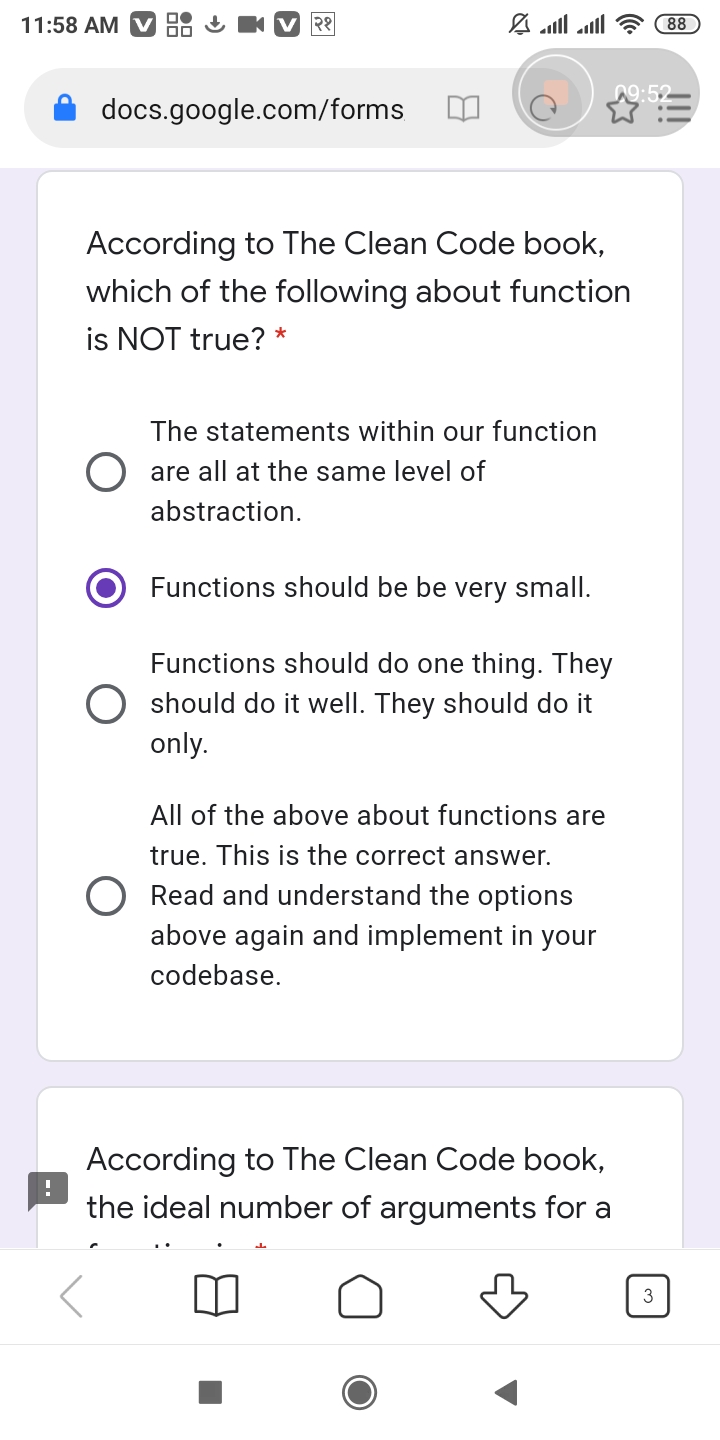 11:58 AM V V २१ 88
docs.google.com/forms
09:52
According to The Clean Code book,
which of the following about function
is NOT true? *
The statements within our function
are all at the same level of
abstraction.
Functions should be be very small.
Functions should do one thing. They
should do it well. They should do it
only.
All of the above about functions are
true. This is the correct answer.
Read and understand the options
above again and implement in your
codebase.
According to The Clean Code book,
the ideal number of arguments for a
3